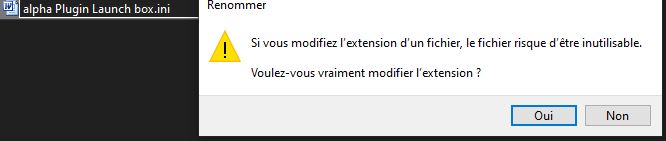 alpha Plugin Launch box.ini
Renommer
Si vous modifiez l'extension d'un fichier, le fichier risque d'être inutilisable.
Voulez-vous vraiment modifier l'extension ?
Oui
Non